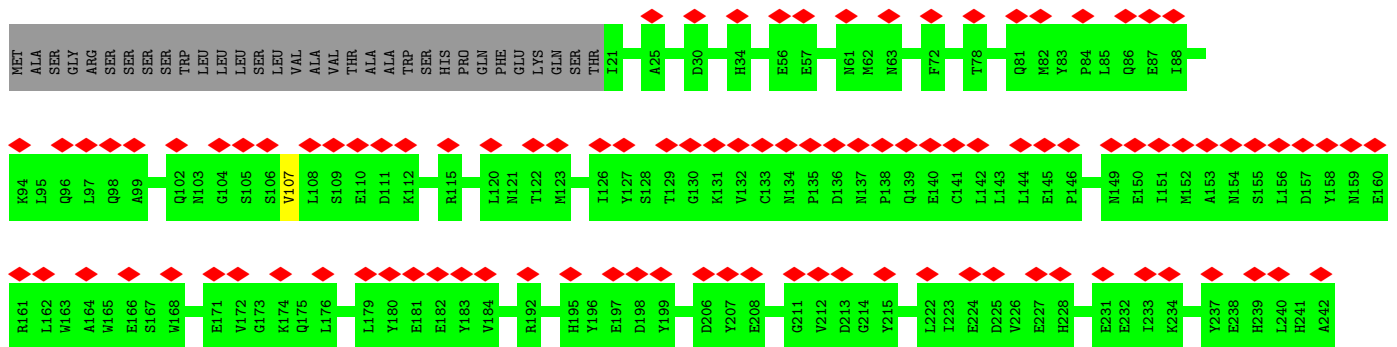 MET ALA SER GLY ARG SER SER SER SER TRP LEU LEU LEU SER LEU VAL ALA VAL THR ALA ALA TRP SER HIS PRO GLN PHE GLU LYS GLN SER THR I21 A25 D30 H34 E56 E57 N61 M62 N63 F72 T78 Q81 M82 Y83 P84 L85 Q86 E87 I88
K94 L95 Q96 L97 Q98 A99 Q102 N103 G104 S105 S106 V107 L108 S109 E110 D111 K112 R115 L120 N121 T122 M123 I126 Y127 S128 T129 G130 K131 V132 C133 N134 P135 D136 N137 P138 Q139 E140 C141 L142 L143 L144 E145 P146 N149 E150 I151 M152 A153 N154 S155 L156 D157 Y158 N159 E160
R161 L162 W163 A164 W165 E166 S167 W168 E171 V172 G173 K174 Q175 L176 L179 Y180 E181 E182 Y183 V184 R192 H195 Y196 E197 D198 Y199 D206 Y207 E208 G211 V212 D213 G214 Y215 L222 I223 E224 D225 V226 E227 H228 E231 E232 I233 K234 Y237 E238 H239 L240 H241 A242